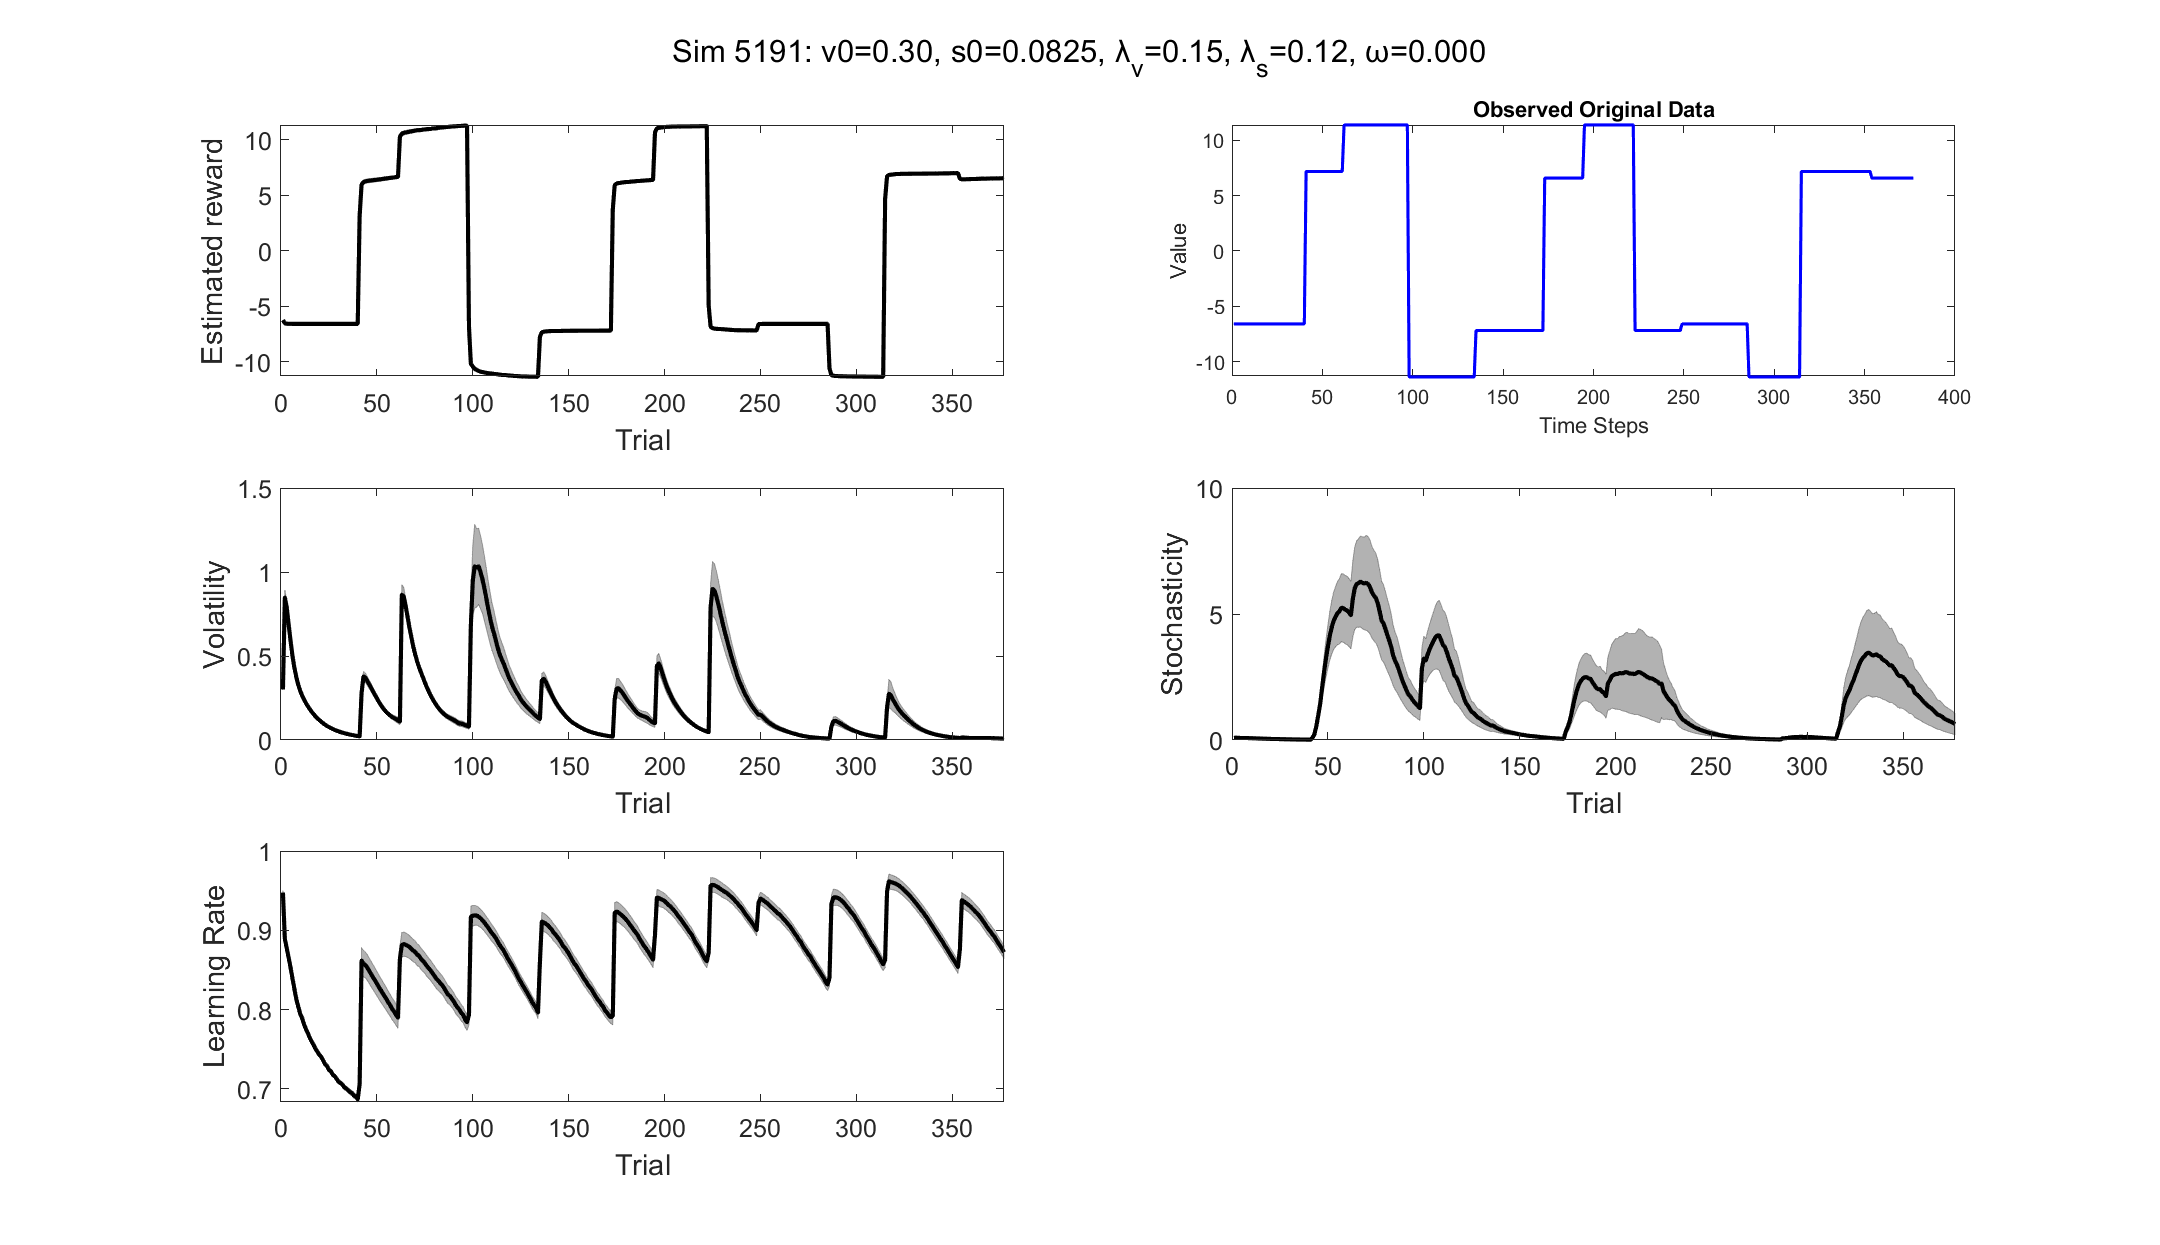 Sim 5191: v0=0.30, s0=0.0825, λv=0.15, λs=0.12, ω=0.000
Estimated reward
10
5
0
-5
-10
0 50 100 150 200 250 300 350
Trial
Observed Original Data
Value
10
5
0
-5
-10
0 50 100 150 200 250 300 350 400
Time Steps
Volatility
1.5
1
0.5
0
0 50 100 150 200 250 300 350
Trial
Stochasticity
10
5
0
0 50 100 150 200 250 300 350
Trial
Learning Rate
1
0.9
0.8
0.7
0 50 100 150 200 250 300 350
Trial